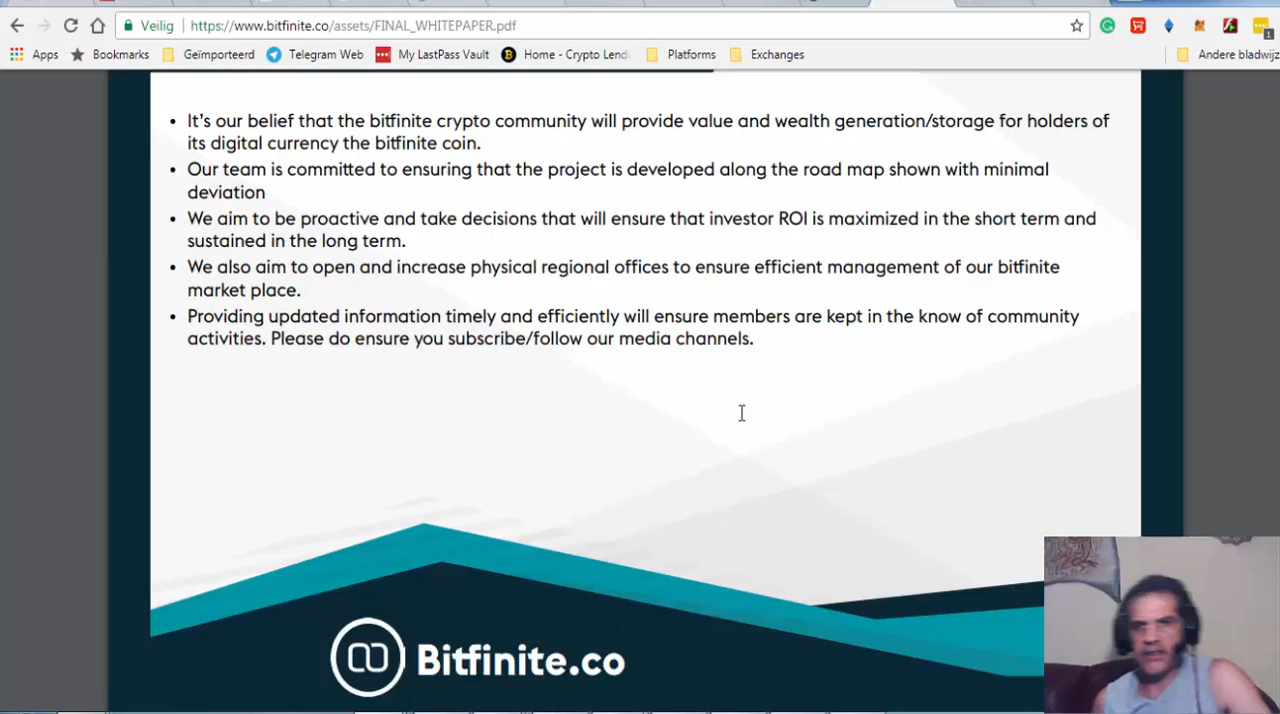 Veilig https://www.bitfinite.co/assets/FINAL_WHITEPAPER.pdf
Apps Bookmarks Geïmporteerd Telegram Web My LastPass Vault Home - Crypto Lendi Platforms Exchanges Andere bladwijz
• It's our belief that the bitfinite crypto community will provide value and wealth generation/storage for holders of
its digital currency the bitfinite coin.
• Our team is committed to ensuring that the project is developed along the road map shown with minimal
deviation
• We aim to be proactive and take decisions that will ensure that investor ROI is maximized in the short term and
sustained in the long term.
• We also aim to open and increase physical regional offices to ensure efficient management of our bitfinite
market place.
• Providing updated information timely and efficiently will ensure members are kept in the know of community
activities. Please do ensure you subscribe/follow our media channels.
Bitfinite.co